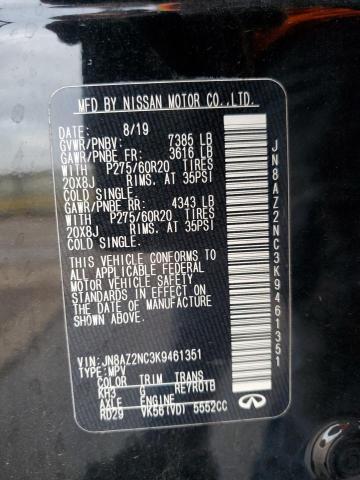 MFD BY NISSAN MOTOR CO.,LTD.
DATE: 8/19
GVWR/PNBV: 7385 LB
GAWR/PNBE FR: 3616 LB
WITH P275/60R20 TIRES
20X8J RIMS. AT 35PSI
COLD SINGLE.
GAWR/PNBE RR: 4343 LB
WITH P275/60R20 TIRES
20X8J RIMS. AT 35PSI
COLD SINGLE.
THIS VEHICLE CONFORMS TO
ALL APPLICABLE FEDERAL
MOTOR VEHICLE SAFETY
STANDARDS IN EFFECT ON
THE DATE OF MANUFACTURE
SHOWN ABOVE.
VIN: JN8AZ2NC3K9461351
TYPE: MPV
COLOR TRIM TRANS
KH3 G RE7R01B
AXLE ENGINE
RD29 VK56(VD) 5552CC
JN8AZ2NC3K9461351
INFINITI